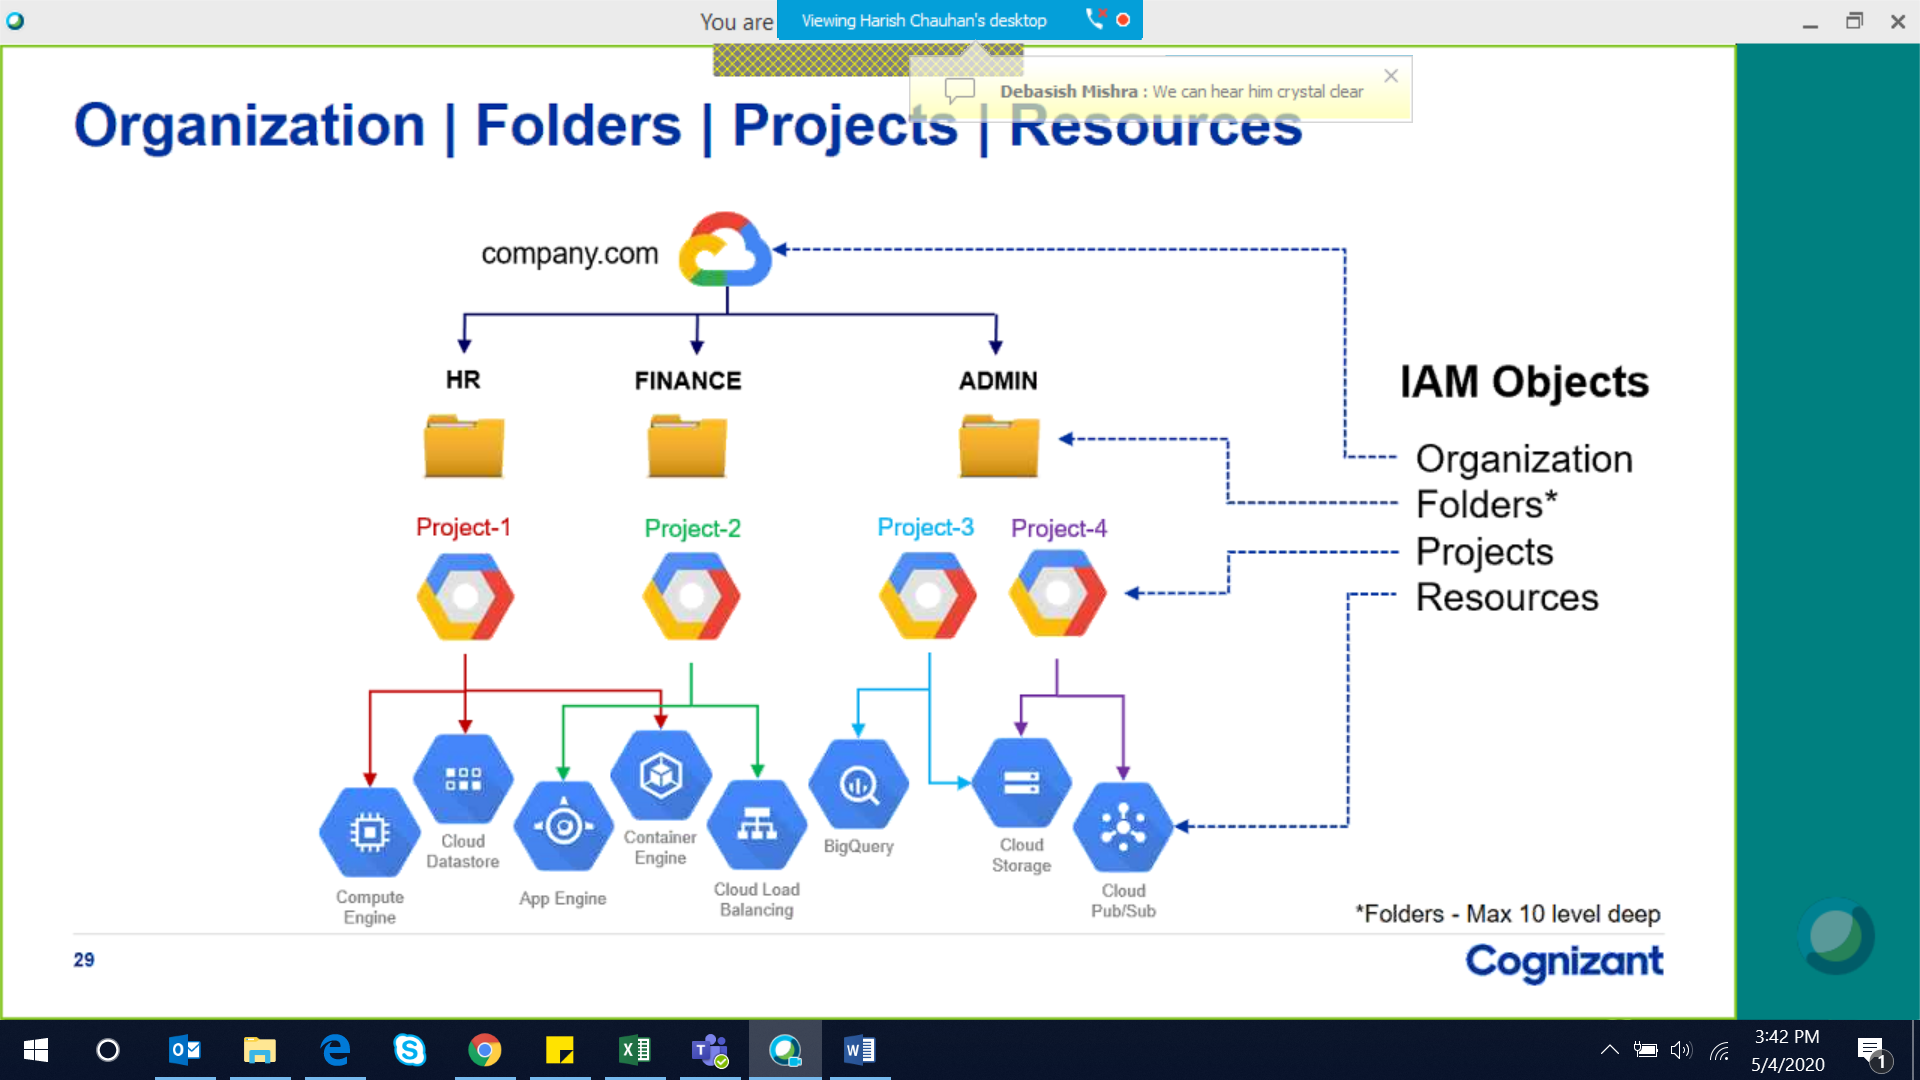 You are
Viewing Harish Chauhan's desktop
Debasish Mishra : We can hear him crystal clear
Organization | Folders | Projects | Resources
company.com
HR
FINANCE
ADMIN
IAM Objects
Organization
Folders*
Projects
Resources
Project-1
Project-2
Project-3
Project-4
Compute
Engine
Cloud
Datastore
App Engine
Container
Engine
Cloud Load
Balancing
BigQuery
Cloud
Storage
Cloud
Pub/Sub
*Folders - Max 10 level deep
29
Cognizant
3:42 PM
5/4/2020
1